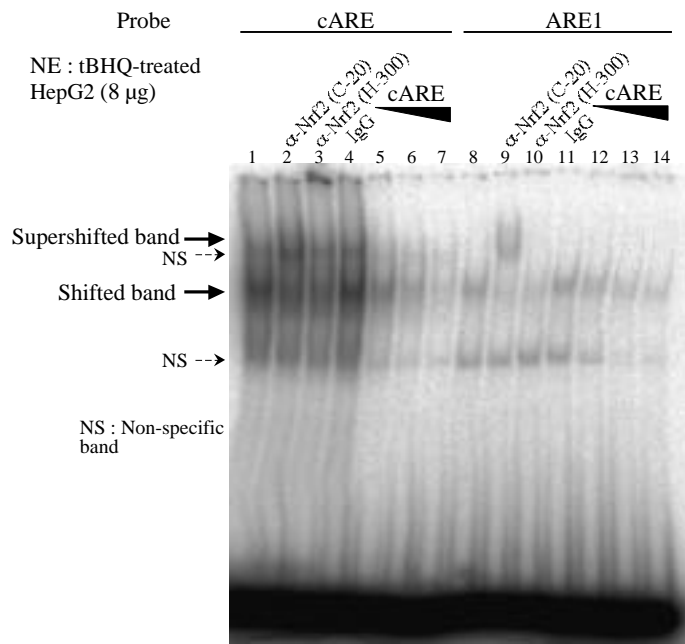 Probe cARE ARE1
NE : tBHQ-treated
HepG2 (8 µg)
α-Nrf2 (C-20)
α-Nrf2 (H-300)
IgG
cARE
α-Nrf2 (C-20)
α-Nrf2 (H-300)
IgG
cARE
1 2 3 4 5 6 7 8 9 10 11 12 13 14
Supershifted band
NS
Shifted band
NS
NS : Non-specific
band